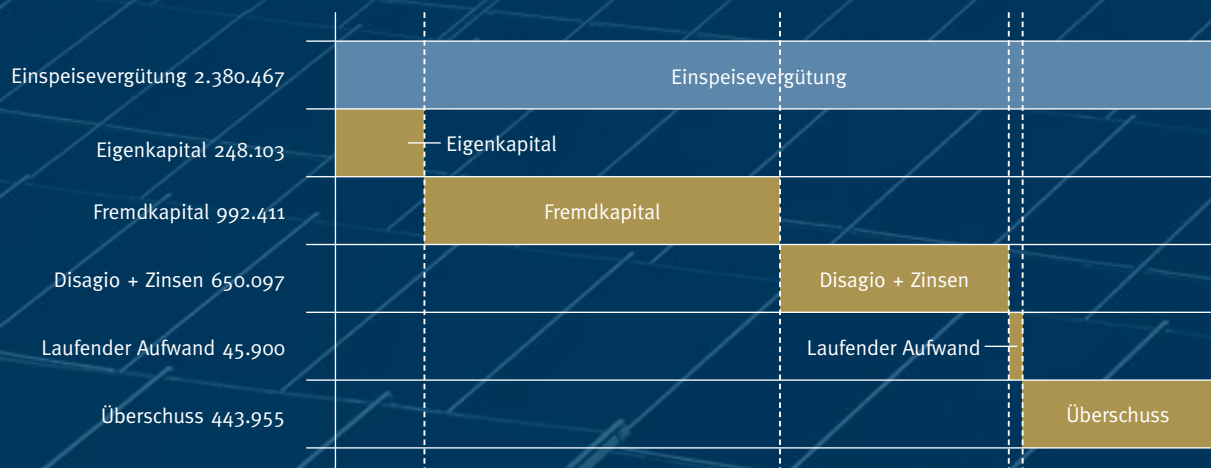 Einspeisevergütung 2.380.467
Einspeisevergütung
Eigenkapital 248.103
Eigenkapital
Fremdkapital 992.411
Fremdkapital
Disagio + Zinsen 650.097
Disagio + Zinsen
Laufender Aufwand 45.900
Laufender Aufwand
Überschuss 443.955
Überschuss